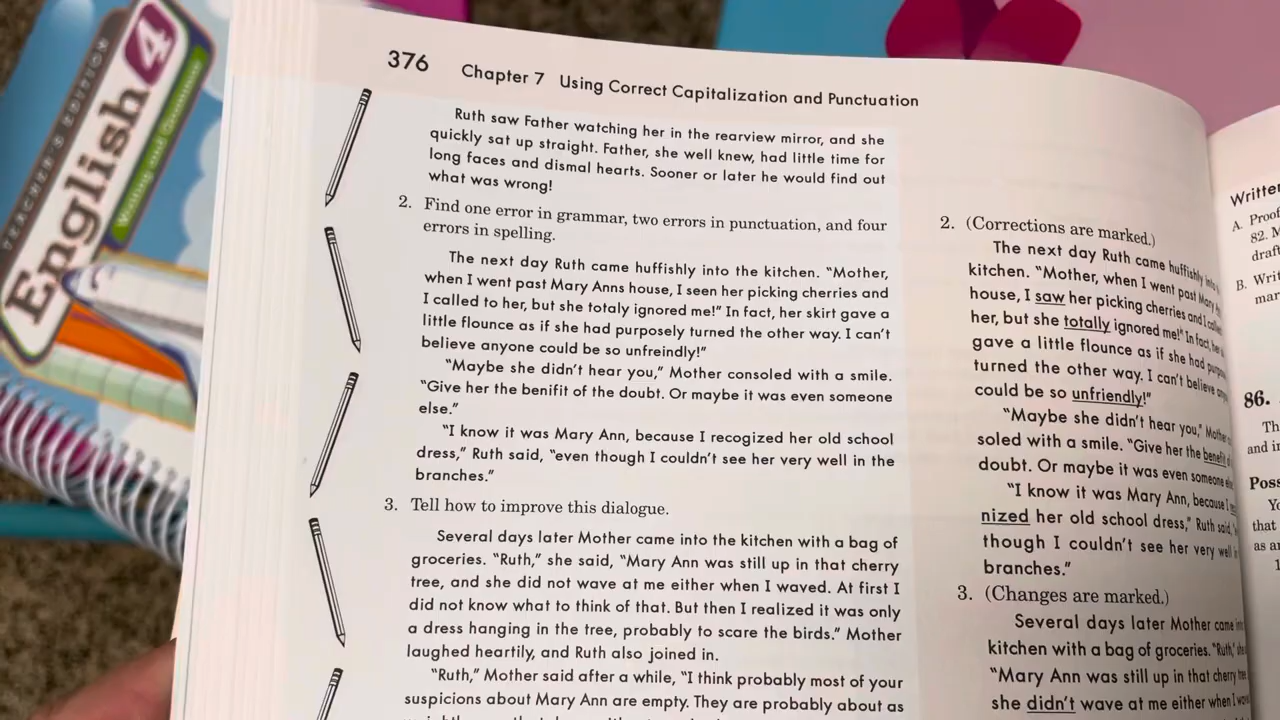 TEACHER'S EDITION
English 4
Writing and Grammar
376 Chapter 7 Using Correct Capitalization and Punctuation
Ruth saw Father watching her in the rearview mirror, and she
quickly sat up straight. Father, she well knew, had little time for
long faces and dismal hearts. Sooner or later he would find out
what was wrong!
2. Find one error in grammar, two errors in punctuation, and four
errors in spelling.
The next day Ruth came huffishly into the kitchen. “Mother,
when I went past Mary Anns house, I seen her picking cherries and
I called to her, but she totaly ignored me!” In fact, her skirt gave a
little flounce as if she had purposely turned the other way. I can’t
believe anyone could be so unfreindly!”
“Maybe she didn’t hear you,” Mother consoled with a smile.
“Give her the benifit of the doubt. Or maybe it was even someone
else.”
“I know it was Mary Ann, because I recogized her old school
dress,” Ruth said, “even though I couldn’t see her very well in the
branches.”
3. Tell how to improve this dialogue.
Several days later Mother came into the kitchen with a bag of
groceries. “Ruth,” she said, “Mary Ann was still up in that cherry
tree, and she did not wave at me either when I waved. At first I
did not know what to think of that. But then I realized it was only
a dress hanging in the tree, probably to scare the birds.” Mother
laughed heartily, and Ruth also joined in.
“Ruth,” Mother said after a while, “I think probably most of your
suspicions about Mary Ann are empty. They are probably about as
2. (Corrections are marked.)
The next day Ruth came huffishly into
kitchen. “Mother, when I went past Mary
house, I saw her picking cherries and I called
her, but she totally ignored me!” In fact, her
gave a little flounce as if she had
turned the other way. I can’t believe
could be so unfriendly!”
“Maybe she didn’t hear you,”
soled with a smile. “Give her the benefit
doubt. Or maybe it was even someone
“I know it was Mary Ann, because I
nized her old school dress,” Ruth said,
though I couldn’t see her very well
branches.”
3. (Changes are marked.)
Several days later Mother came
kitchen with a bag of groceries. “Ruth,”
“Mary Ann was still up in that cherry
she didn’t wave at me either when I
Written
A. Proof
82. M
draft
B. Wri
mar
86.
Th
and i
Poss
Yo
that
as a